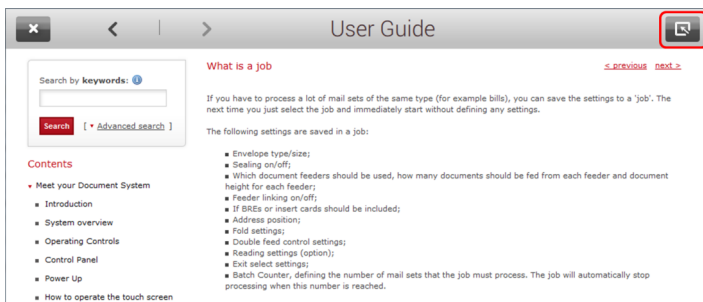 User Guide
Search by keywords:
Search [ Advanced search ]
Contents
Meet your Document System
Introduction
System overview
Operating Controls
Control Panel
Power Up
How to operate the touch screen
What is a job
< previous next >
If you have to process a lot of mail sets of the same type (for example bills), you can save the settings to a 'job'. The
next time you just select the job and immediately start without defining any settings.
The following settings are saved in a job:
Envelope type/size;
Sealing on/off;
Which document feeders should be used, how many documents should be fed from each feeder and document
height for each feeder;
Feeder linking on/off;
If BREs or insert cards should be included;
Address position;
Fold settings;
Double feed control settings;
Reading settings (option);
Exit select settings;
Batch Counter, defining the number of mail sets that the job must process. The job will automatically stop
processing when this number is reached.